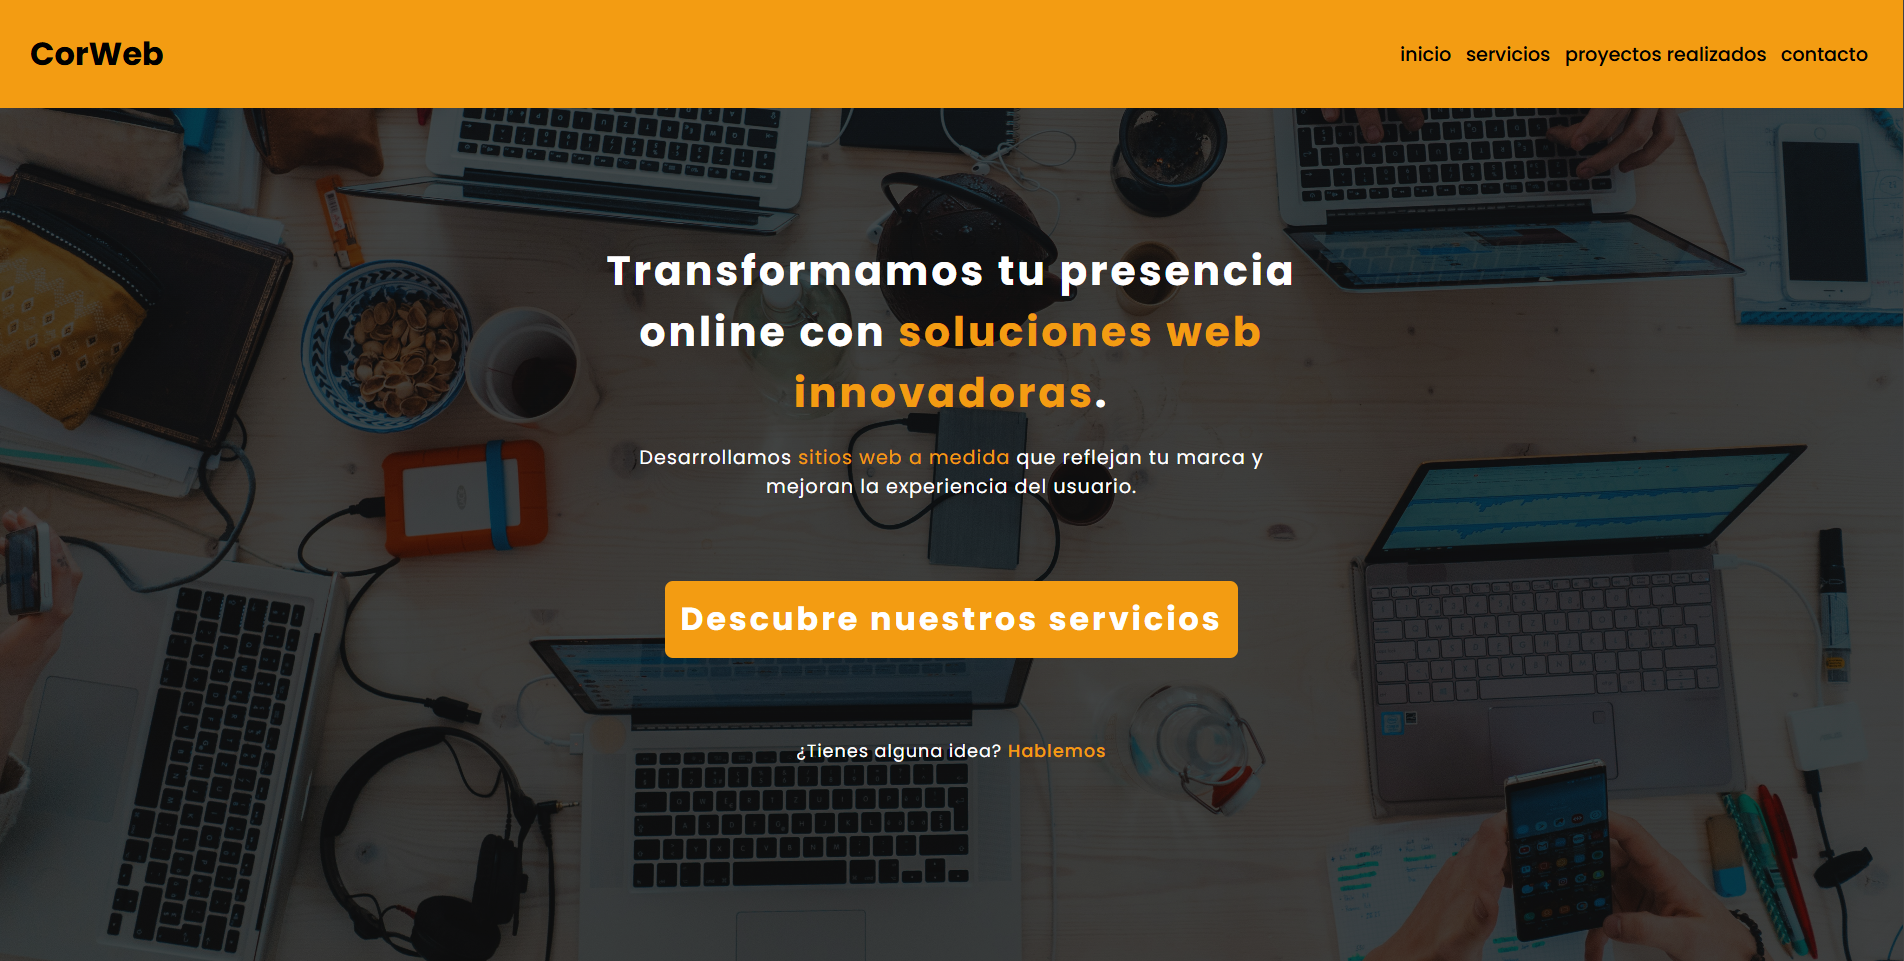 CorWeb
inicio servicios proyectos realizados contacto
Transformamos tu presencia
online con soluciones web
innovadoras.
Desarrollamos sitios web a medida que reflejan tu marca y
mejoran la experiencia del usuario.
Descubre nuestros servicios
¿Tienes alguna idea? Hablemos